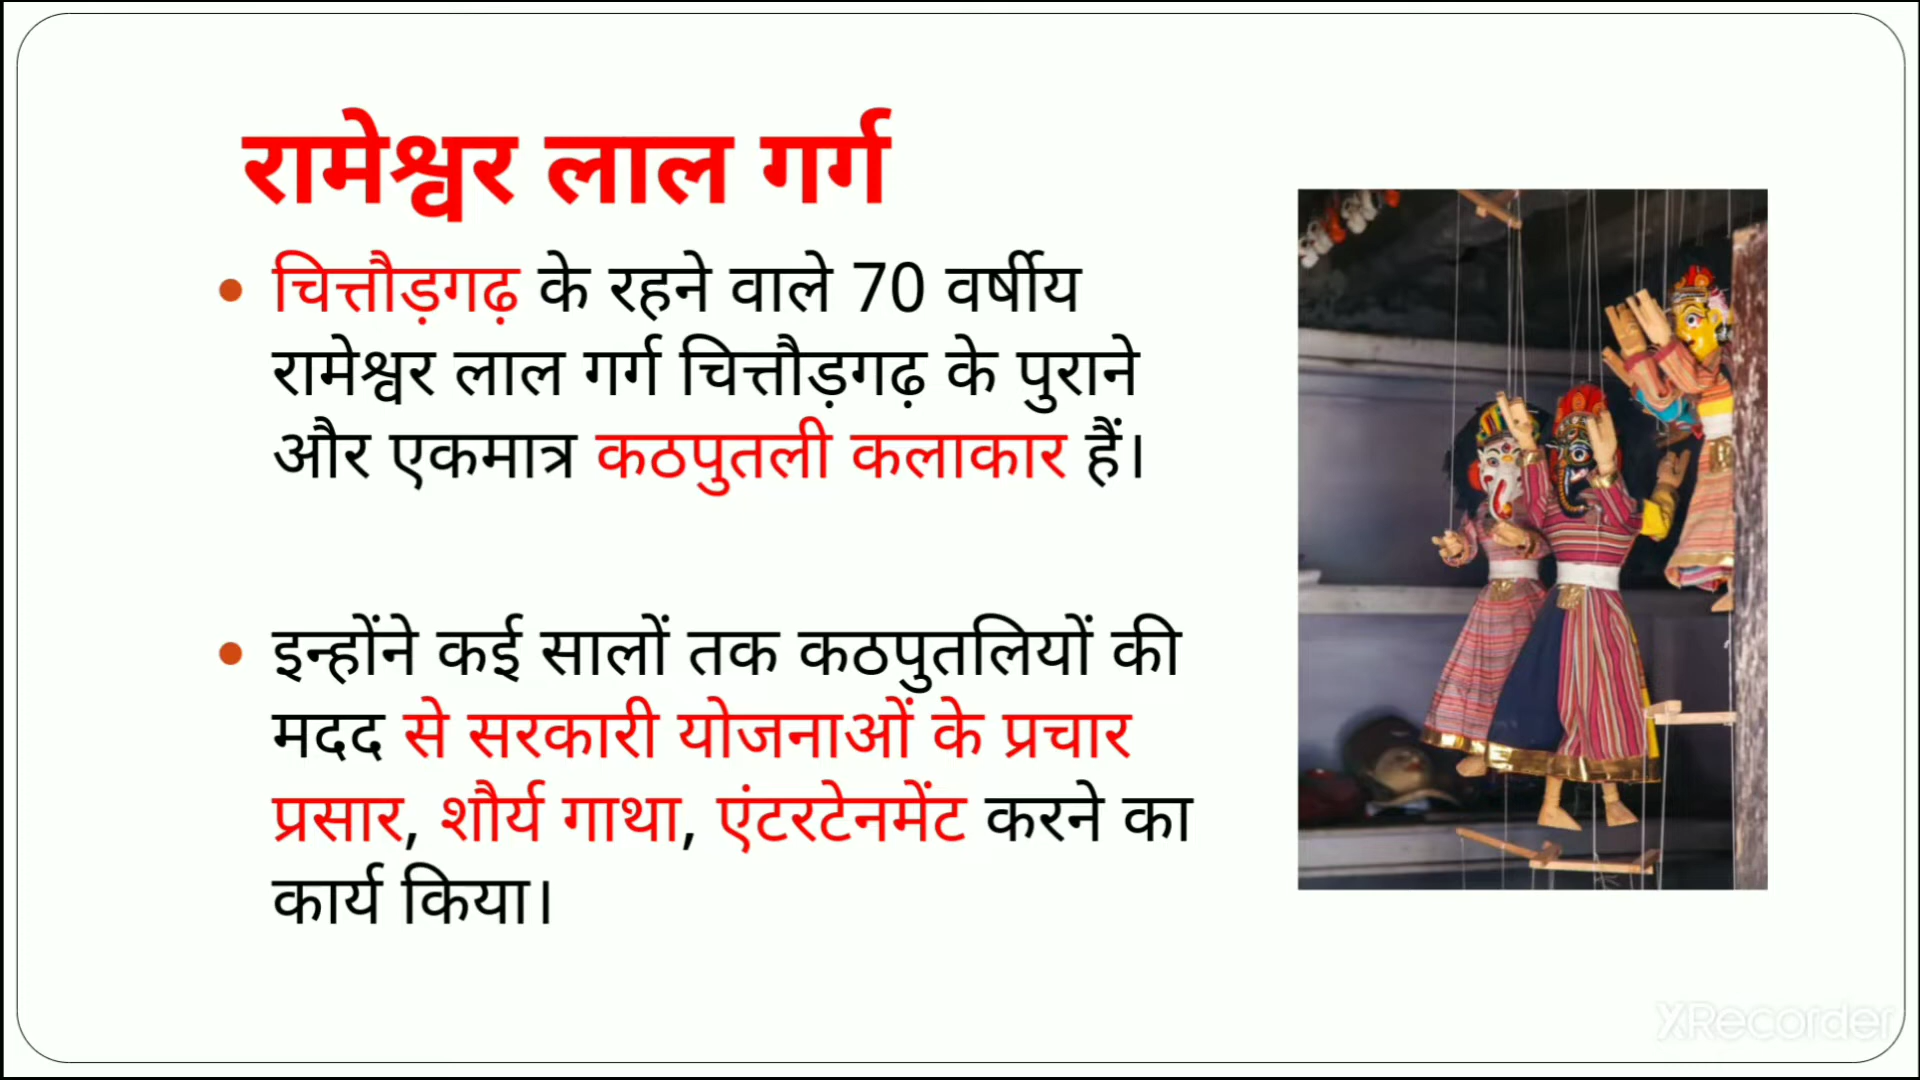 रामेश्वर लाल गर्ग
• चित्तौड़गढ़ के रहने वाले 70 वर्षीय
रामेश्वर लाल गर्ग चित्तौड़गढ़ के पुराने
और एकमात्र कठपुतली कलाकार हैं।
• इन्होंने कई सालों तक कठपुतलियों की
मदद से सरकारी योजनाओं के प्रचार
प्रसार, शौर्य गाथा, एंटरटेनमेंट करने का
कार्य किया।
XRecorder